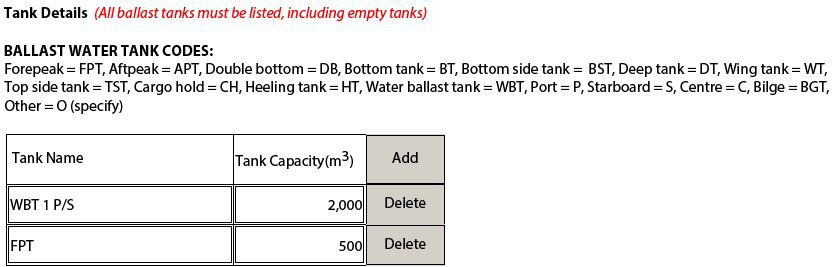 Tank Details (All ballast tanks must be listed, including empty tanks)
BALLAST WATER TANK CODES:
Forepeak = FPT, Aftpeak = APT, Double bottom = DB, Bottom tank = BT, Bottom side tank = BST, Deep tank = DT, Wing tank = WT,
Top side tank = TST, Cargo hold = CH, Heeling tank = HT, Water ballast tank = WBT, Port = P, Starboard = S, Centre = C, Bilge = BGT,
Other = O (specify)
Tank Name Tank Capacity(m³) Add
WBT 1 P/S 2,000 Delete
FPT 500 Delete